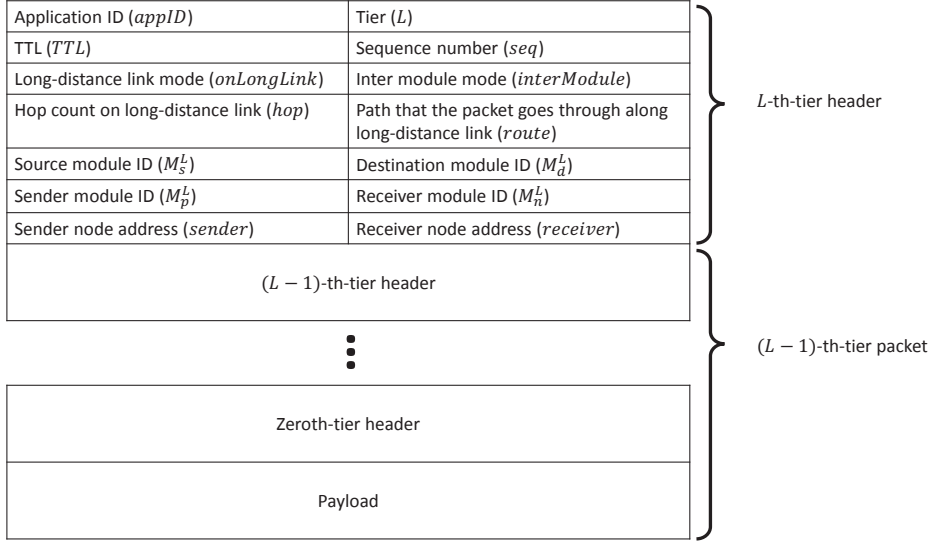 Application ID (appID)
Tier (L)
TTL (TTL)
Sequence number (seq)
Long-distance link mode (onLongLink)
Inter module mode (interModule)
Hop count on long-distance link (hop)
Path that the packet goes through along
long-distance link (route)
Source module ID (M_s^L)
Destination module ID (M_d^L)
Sender module ID (M_p^L)
Receiver module ID (M_n^L)
Sender node address (sender)
Receiver node address (receiver)
L-th-tier header
(L − 1)-th-tier header
(L − 1)-th-tier packet
Zeroth-tier header
Payload